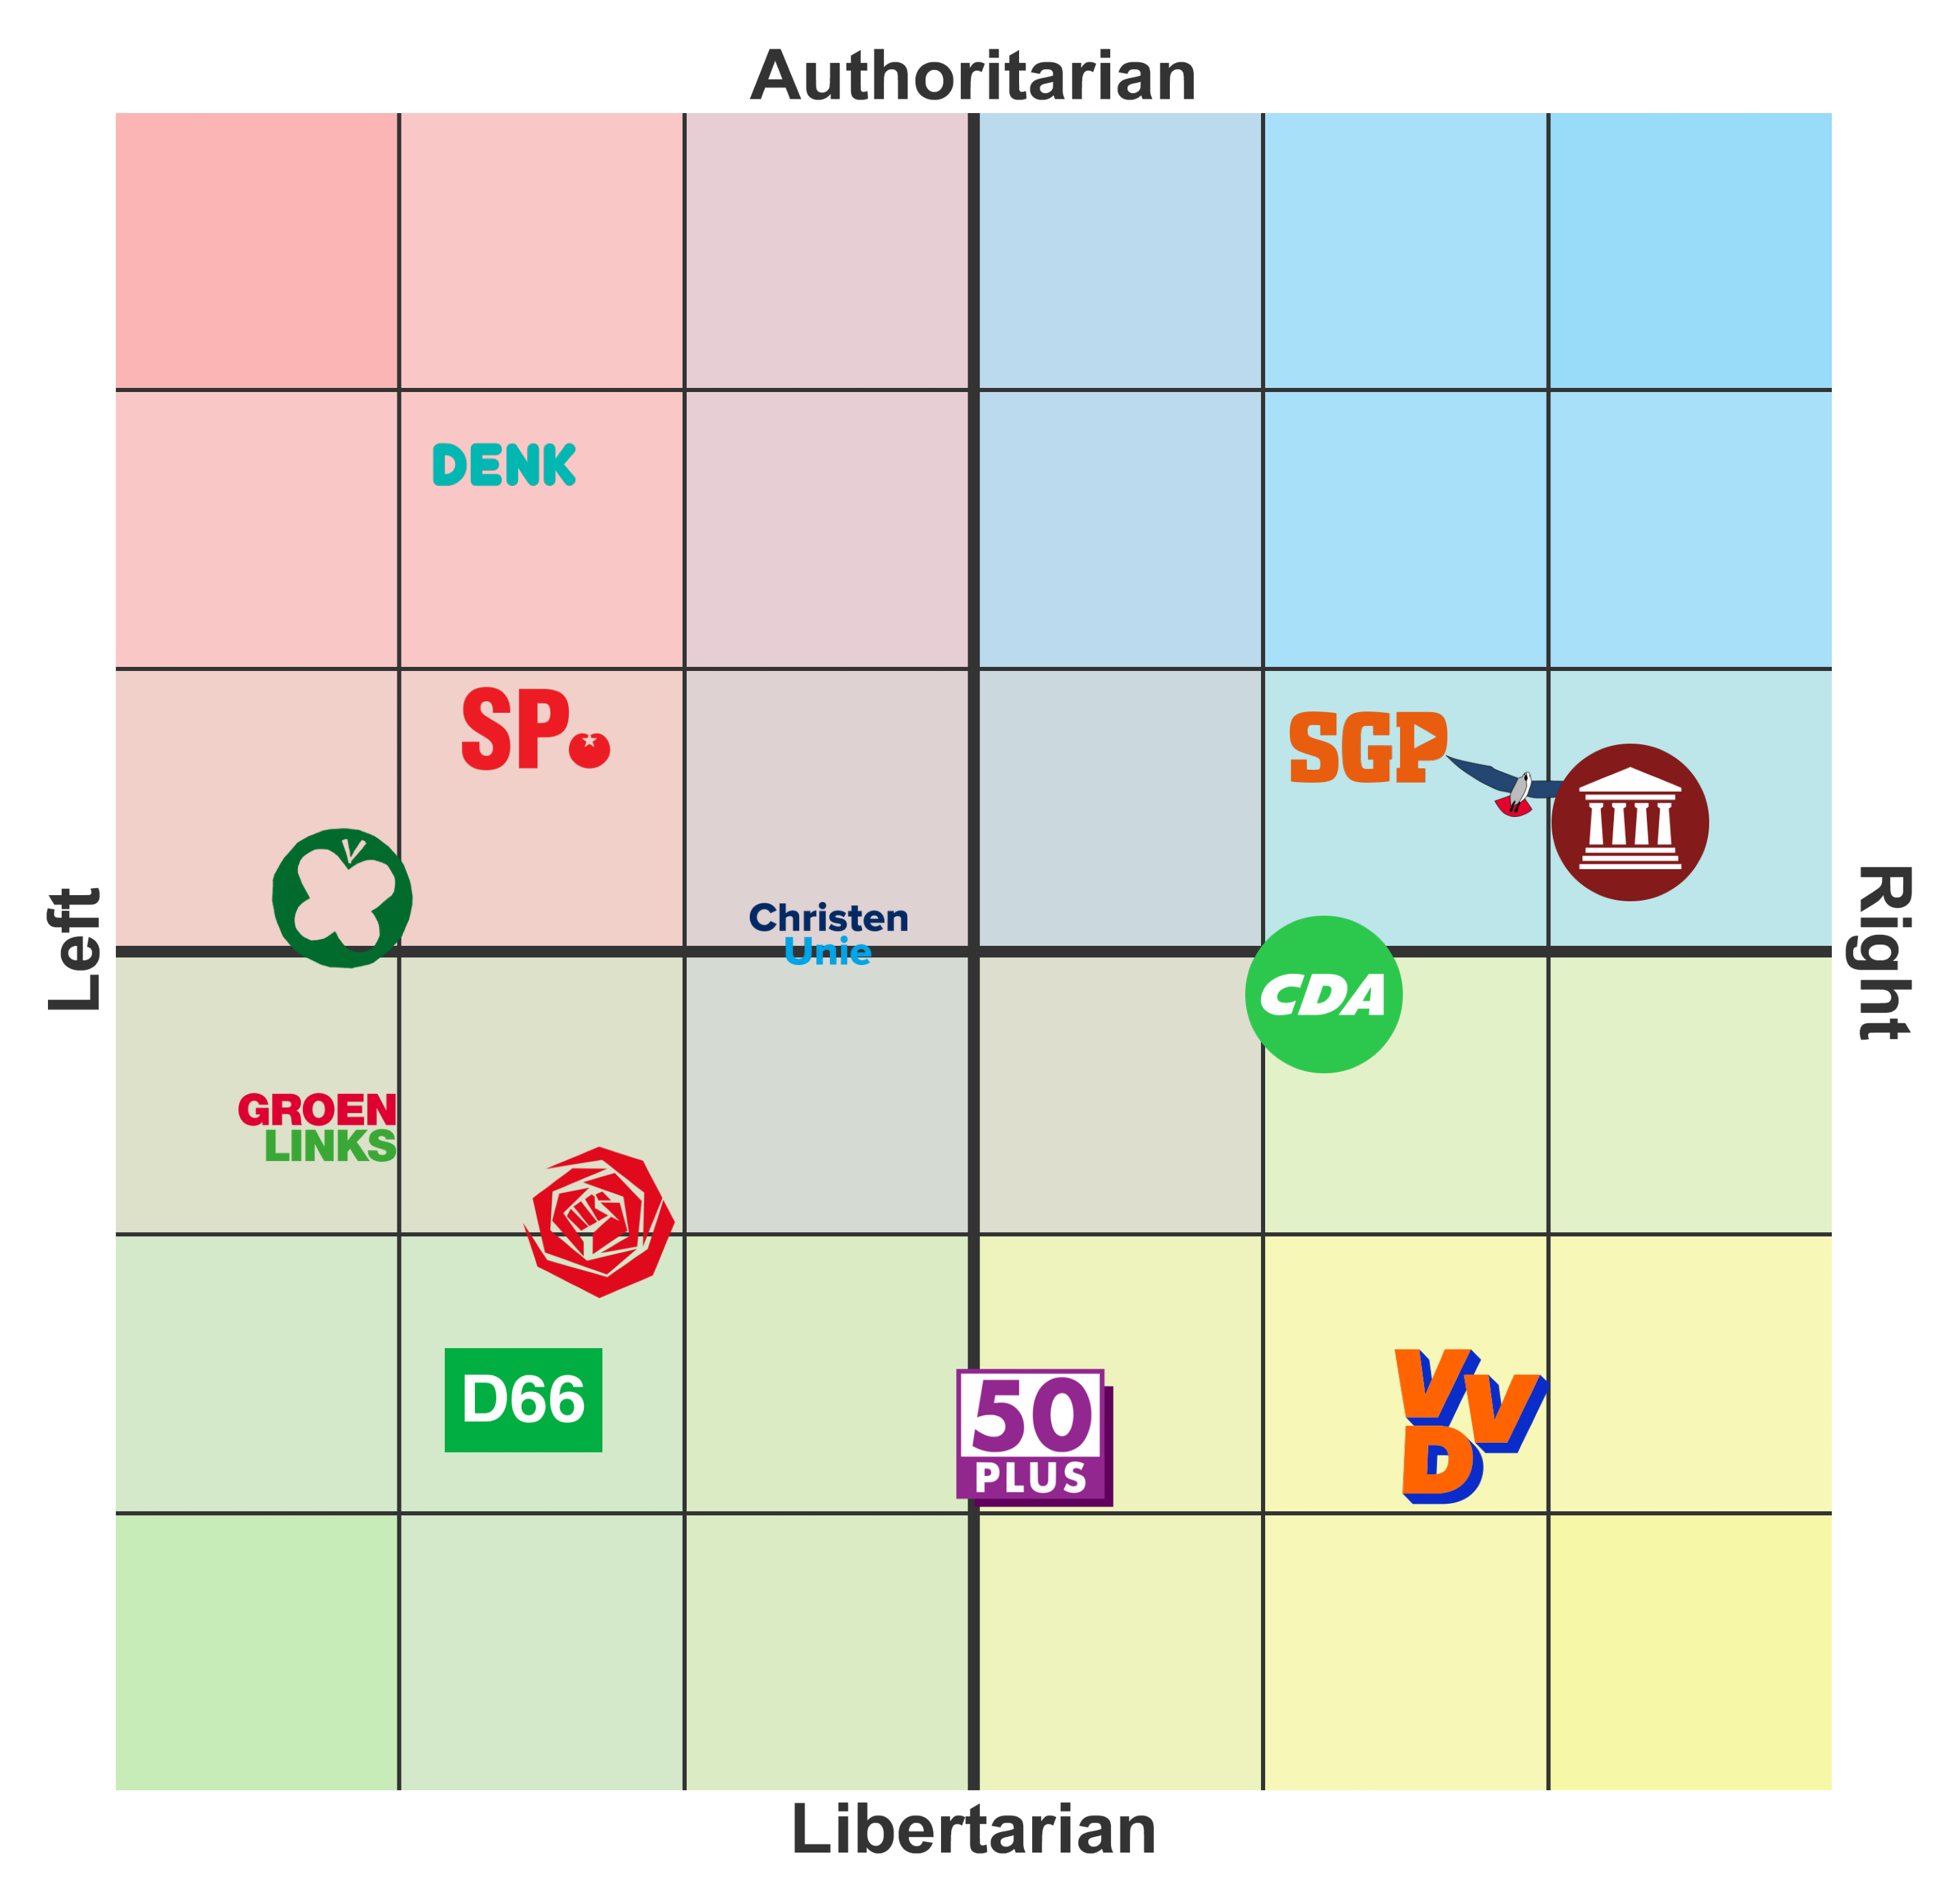 Authoritarian
DENK
SP
SGP
Left
Right
Christen
Unie
CDA
GROEN
LINKS
D66
50
PLUS
VVD
Libertarian